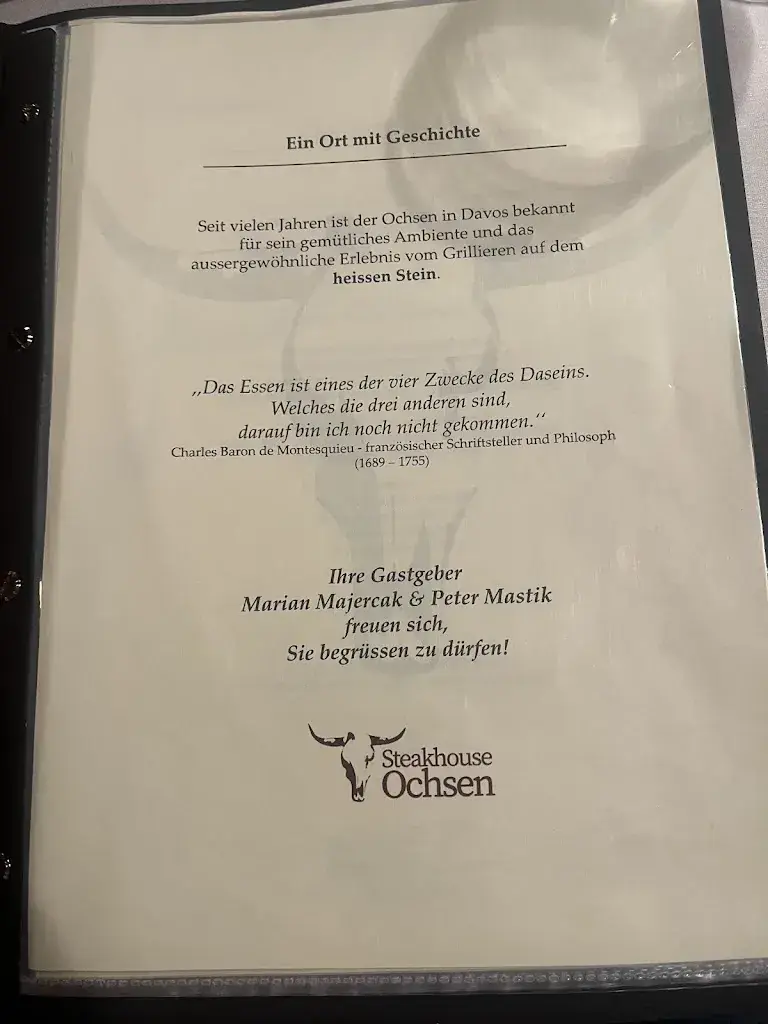 Ein Ort mit Geschichte
Seit vielen Jahren ist der Ochsen in Davos bekannt
für sein gemütliches Ambiente und das
aussergewöhnliche Erlebnis vom Grillieren auf dem
heissen Stein.
„Das Essen ist eines der vier Zwecke des Daseins.
Welches die drei anderen sind,
darauf bin ich noch nicht gekommen.“
Charles Baron de Montesquieu - französischer Schriftsteller und Philosoph
(1689 – 1755)
Ihre Gastgeber
Marian Majercak & Peter Mastik
freuen sich,
Sie begrüssen zu dürfen!
Steakhouse
Ochsen